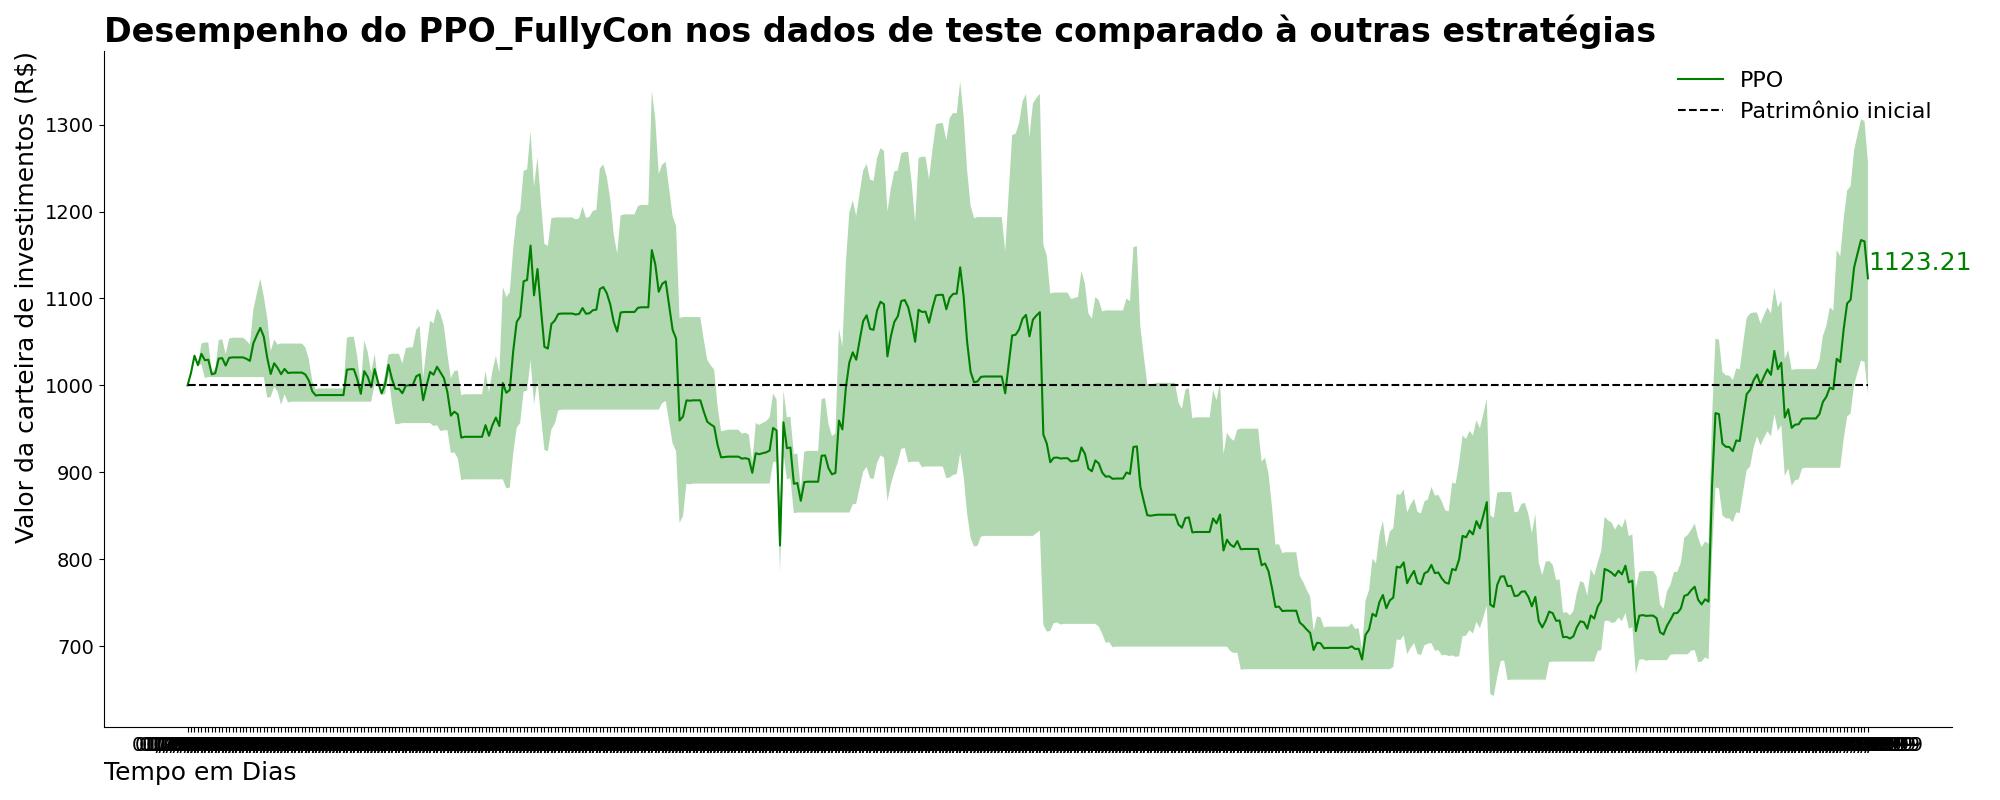 Desempenho do PPO_FullyCon nos dados de teste comparado à outras estratégias
Valor da carteira de investimentos (R$)
PPO
Patrimônio inicial
1300
1200
1100
1000
900
800
700
1123.21
Tempo em Dias